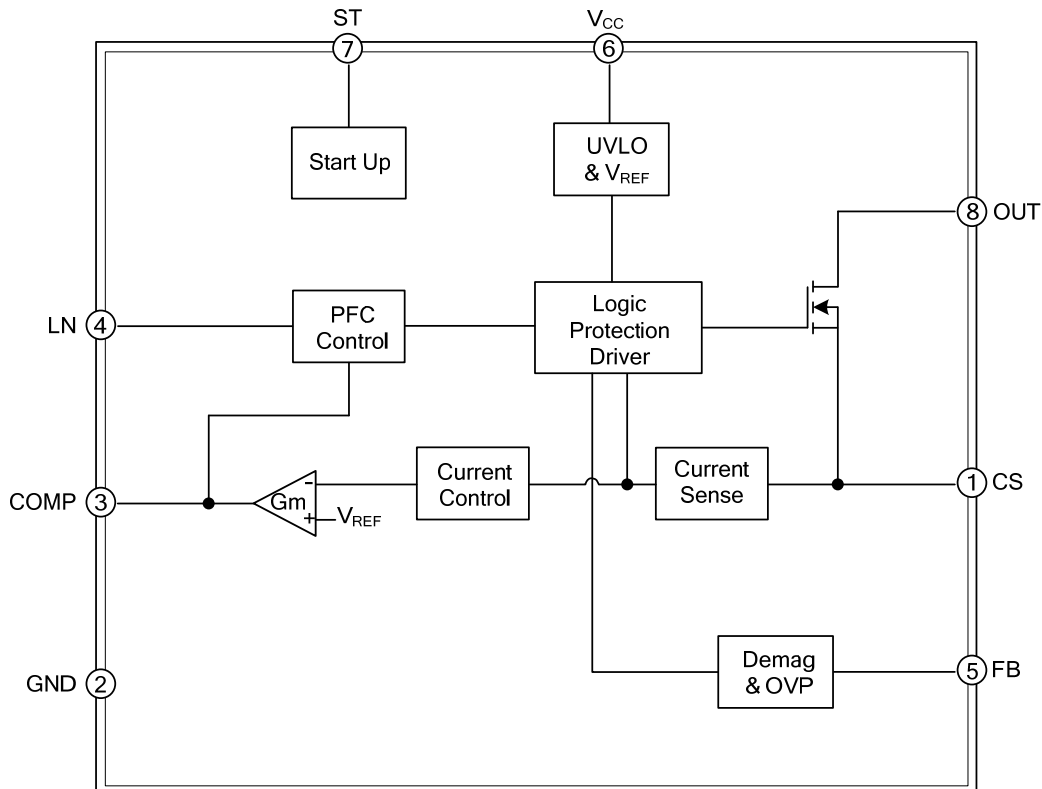 ST
7
VCC
6
Start Up
UVLO
& VREF
8 OUT
LN 4
PFC
Control
Logic
Protection
Driver
COMP 3
Gm
-
+
VREF
Current
Control
Current
Sense
1 CS
GND 2
Demag
& OVP
5 FB